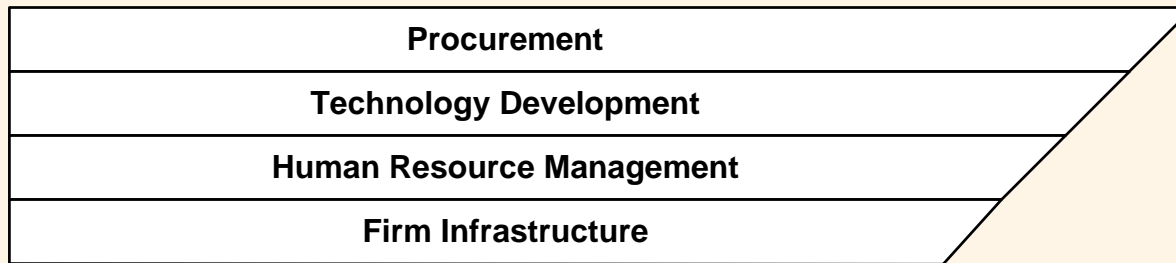 Procurement
Technology Development
Human Resource Management
Firm Infrastructure